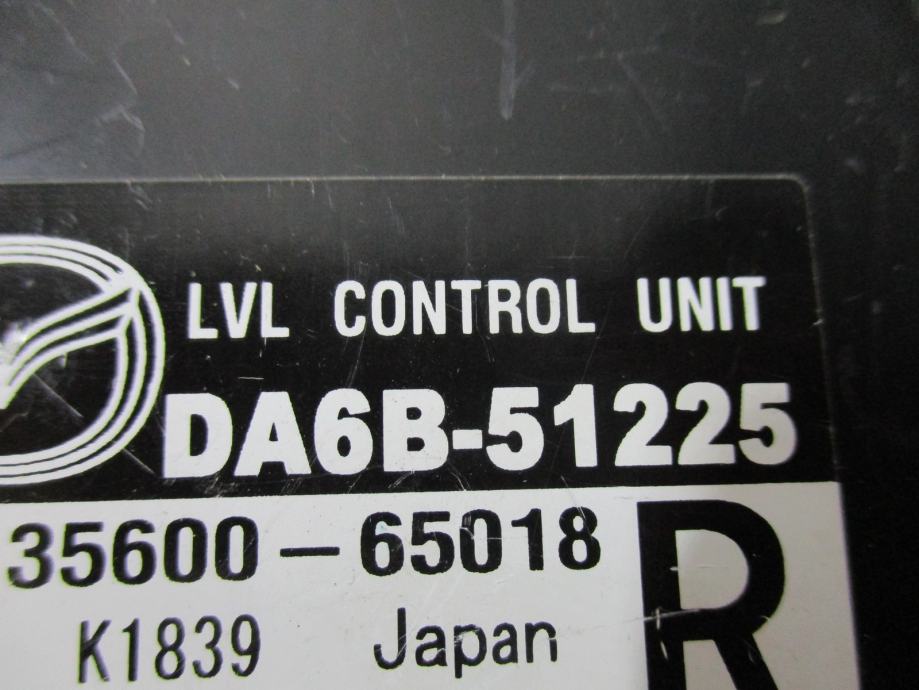 LVL CONTROL UNIT
DA6B-51225
35600-65018
R
K1839 Japan